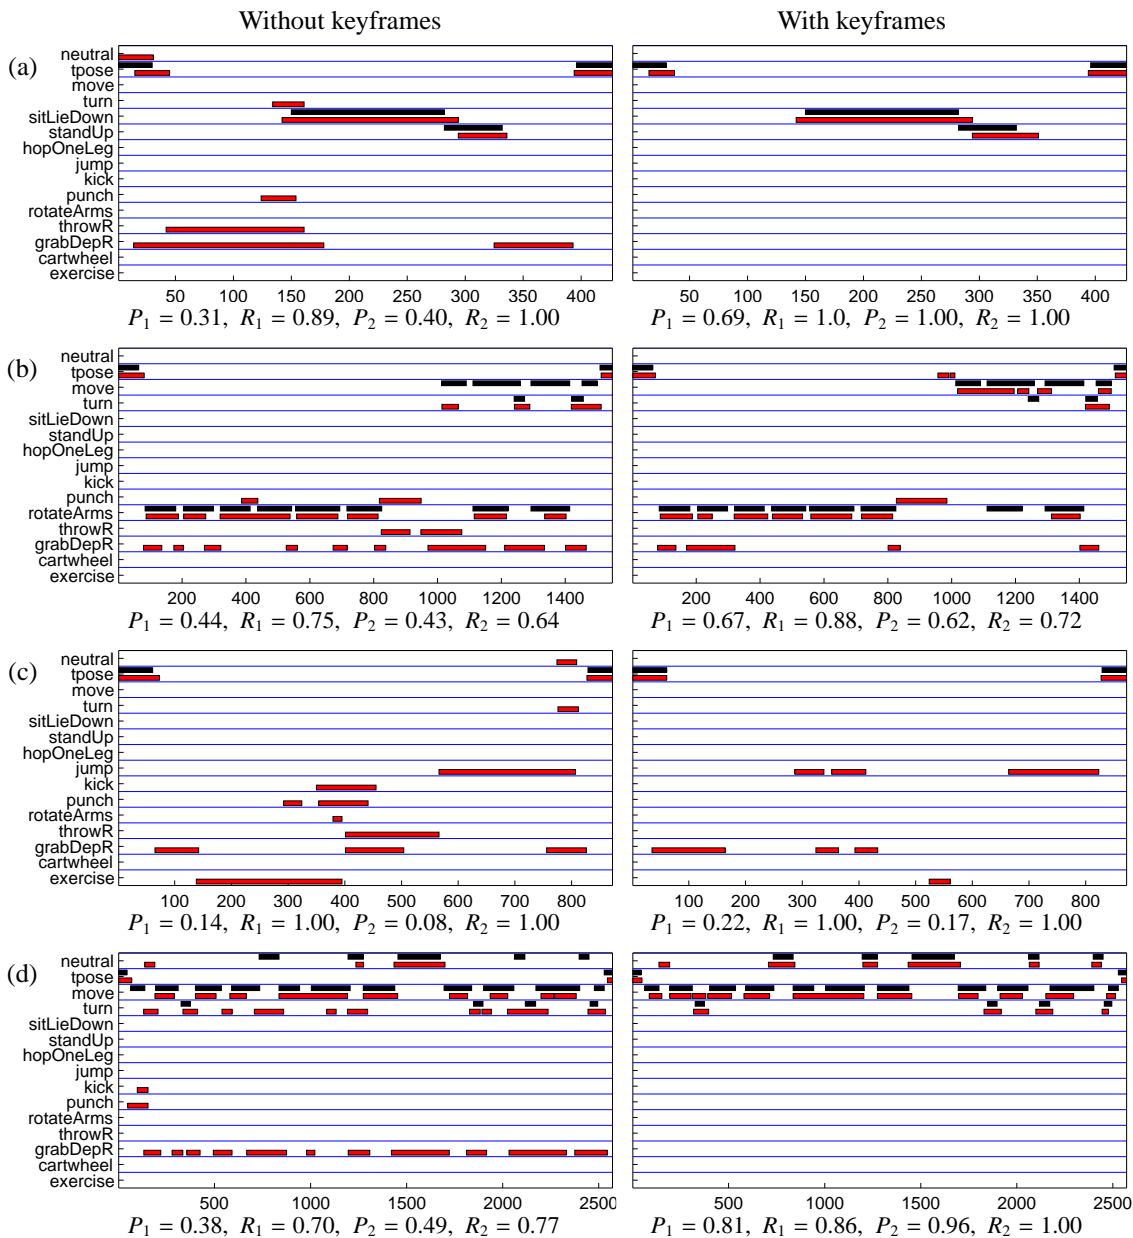 Without keyframes With keyframes
(a)
neutral
tpose
move
turn
sitLieDown
standUp
hopOneLeg
jump
kick
punch
rotateArms
throwR
grabDepR
cartwheel
exercise
50 100 150 200 250 300 350 400 50 100 150 200 250 300 350 400
P1 = 0.31, R1 = 0.89, P2 = 0.40, R2 = 1.00 P1 = 0.69, R1 = 1.0, P2 = 1.00, R2 = 1.00
(b)
neutral
tpose
move
turn
sitLieDown
standUp
hopOneLeg
jump
kick
punch
rotateArms
throwR
grabDepR
cartwheel
exercise
200 400 600 800 1000 1200 1400 200 400 600 800 1000 1200 1400
P1 = 0.44, R1 = 0.75, P2 = 0.43, R2 = 0.64 P1 = 0.67, R1 = 0.88, P2 = 0.62, R2 = 0.72
(c)
neutral
tpose
move
turn
sitLieDown
standUp
hopOneLeg
jump
kick
punch
rotateArms
throwR
grabDepR
cartwheel
exercise
100 200 300 400 500 600 700 800 100 200 300 400 500 600 700 800
P1 = 0.14, R1 = 1.00, P2 = 0.08, R2 = 1.00 P1 = 0.22, R1 = 1.00, P2 = 0.17, R2 = 1.00
(d)
neutral
tpose
move
turn
sitLieDown
standUp
hopOneLeg
jump
kick
punch
rotateArms
throwR
grabDepR
cartwheel
exercise
500 1000 1500 2000 2500 500 1000 1500 2000 2500
P1 = 0.38, R1 = 0.70, P2 = 0.49, R2 = 0.77 P1 = 0.81, R1 = 0.86, P2 = 0.96, R2 = 1.00